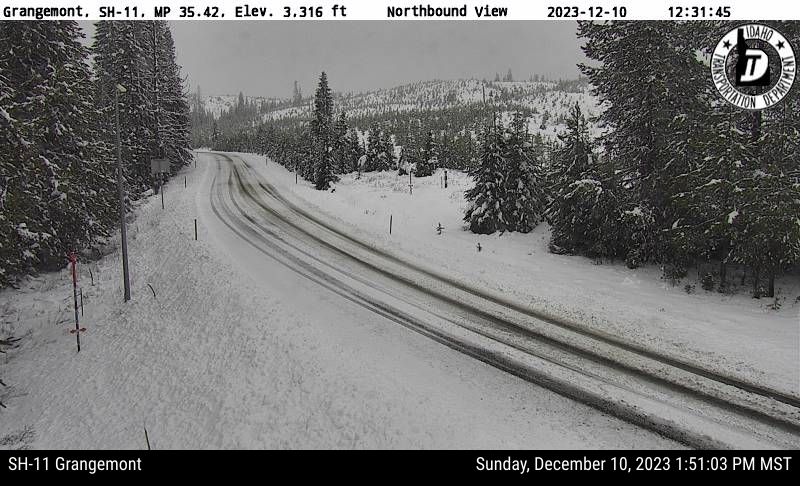 Grangemont, SH-11, MP 35.42, Elev. 3,316 ft Northbound View 2023-12-10 12:31:45
IDAHO
TRANSPORTATION DEPARTMENT
SH-11 Grangemont Sunday, December 10, 2023 1:51:03 PM MST